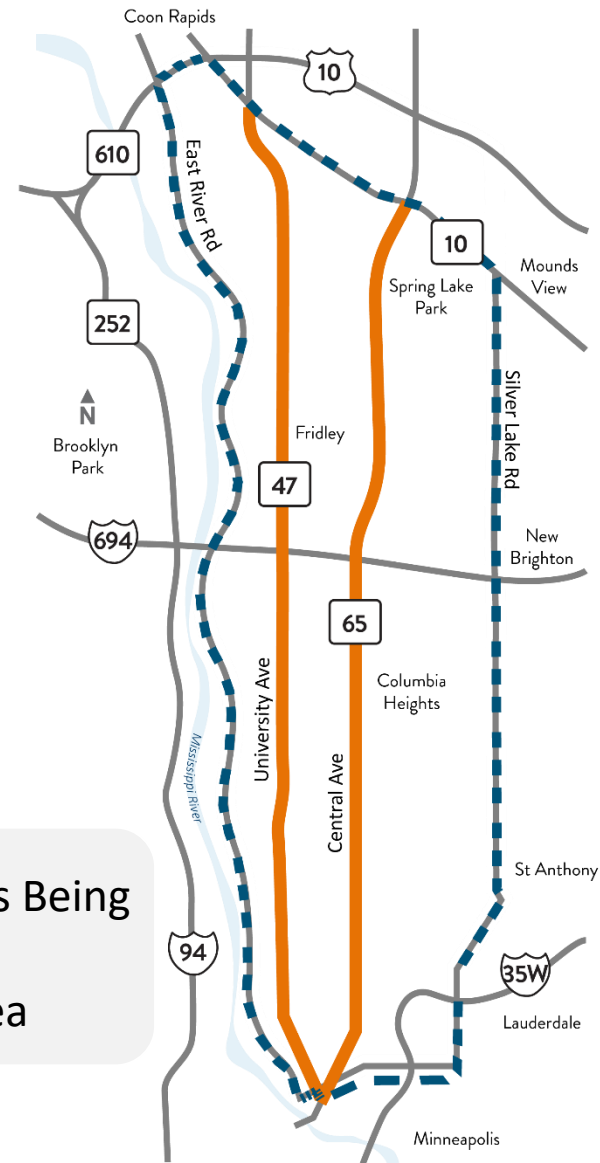 Coon Rapids
10
610
East River Rd
10
Mounds
View
Spring Lake
Park
252
N
Silver Lake Rd
Brooklyn
Park
Fridley
47
694
New
Brighton
65
University Ave
Columbia
Heights
Central Ave
Mississippi River
St Anthony
s Being
94
35W
ea
Lauderdale
Minneapolis